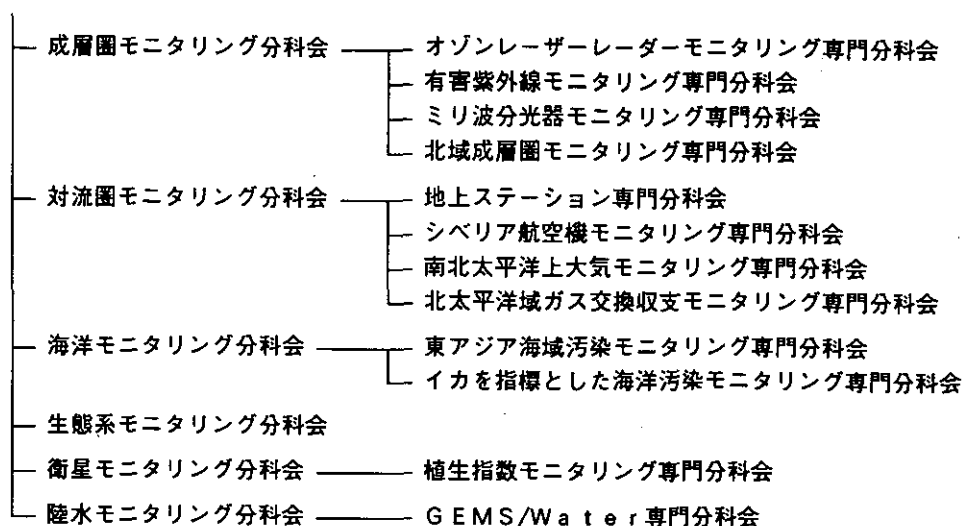 成層圏モニタリング分科会 オゾンレーザーレーダーモニタリング専門分科会
有害紫外線モニタリング専門分科会
ミリ波分光器モニタリング専門分科会
北域成層圏モニタリング専門分科会
対流圏モニタリング分科会 地上ステーション専門分科会
シベリア航空機モニタリング専門分科会
南北太平洋上大気モニタリング専門分科会
北太平洋域ガス交換収支モニタリング専門分科会
海洋モニタリング分科会 東アジア海域汚染モニタリング専門分科会
イカを指標とした海洋汚染モニタリング専門分科会
生態系モニタリング分科会
衛星モニタリング分科会 植生指数モニタリング専門分科会
陸水モニタリング分科会 GEMS/Water専門分科会